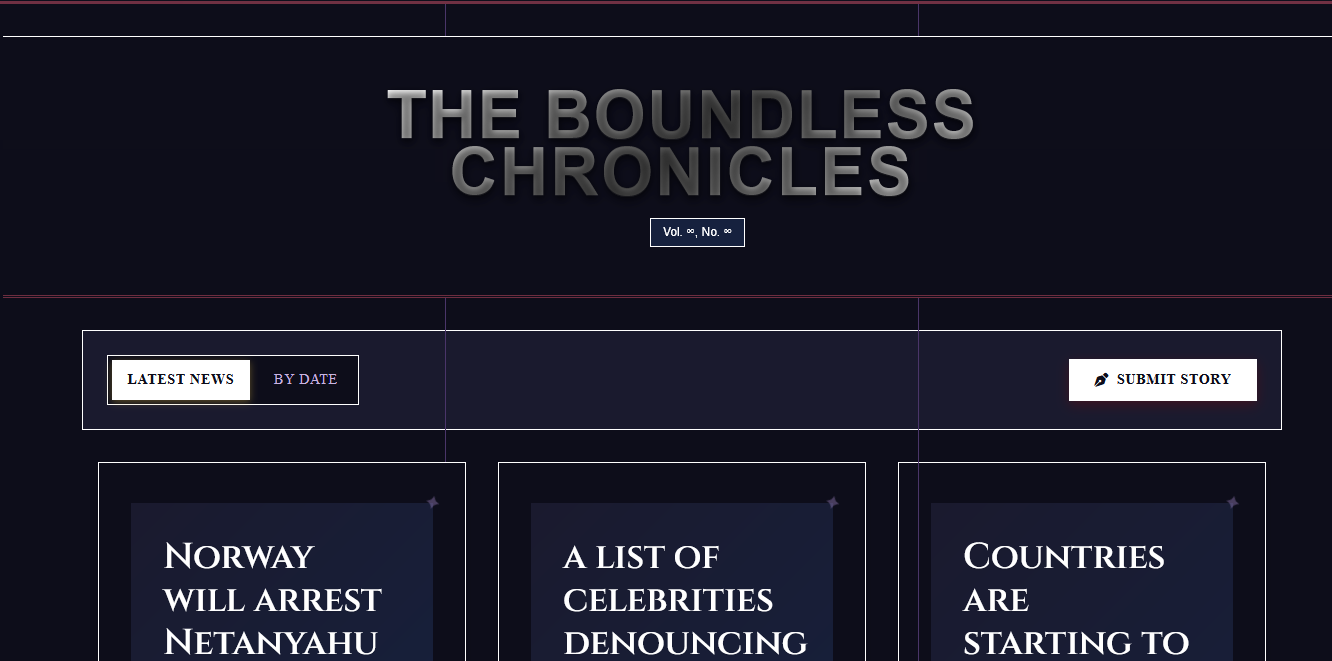 THE BOUNDLESS
CHRONICLES
Vol. ∞, No. ∞
LATEST NEWS
BY DATE
SUBMIT STORY
Norway
will arrest
Netanyahu
A list of
celebrities
denouncing
Countries
are
starting to